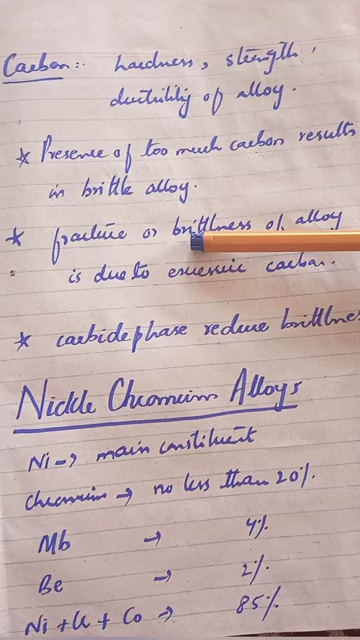 Carbon:- hardness, strength,
ductility of alloy.
* Presence of too much carbon results
in brittle alloy.
* fracture or brittlness of alloy
is due to excessive carbon.
* carbide phase reduce brittlness
Nickle Chromium Alloys
Ni → main constituent
chromium → no less than 20%.
Mb → 4%
Be → 2%.
Ni + Cr + Co → 85%